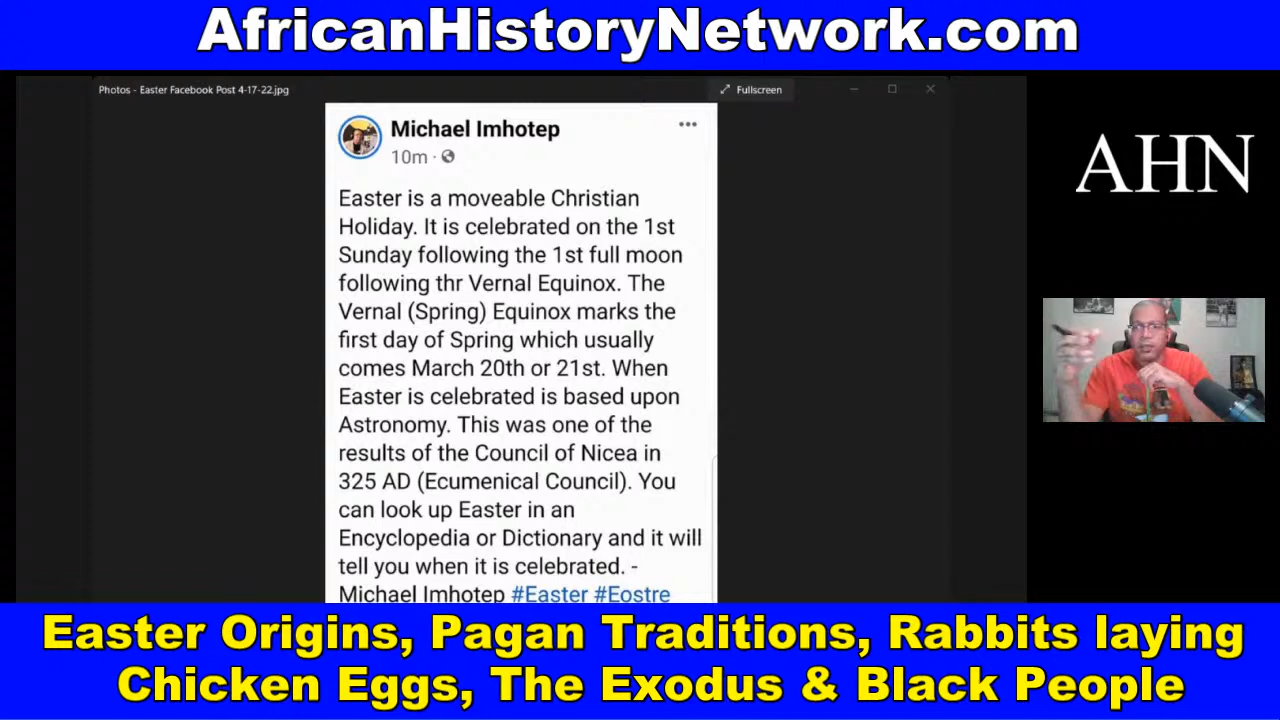 AfricanHistoryNetwork.com
Photos - Easter Facebook Post 4-17-22.jpg
Fullscreen
AHN
Michael Imhotep
10m ·
Easter is a moveable Christian
Holiday. It is celebrated on the 1st
Sunday following the 1st full moon
following thr Vernal Equinox. The
Vernal (Spring) Equinox marks the
first day of Spring which usually
comes March 20th or 21st. When
Easter is celebrated is based upon
Astronomy. This was one of the
results of the Council of Nicea in
325 AD (Ecumenical Council). You
can look up Easter in an
Encyclopedia or Dictionary and it will
tell you when it is celebrated. -
Michael Imhotep #Easter #Eostre
Easter Origins, Pagan Traditions, Rabbits laying
Chicken Eggs, The Exodus & Black People